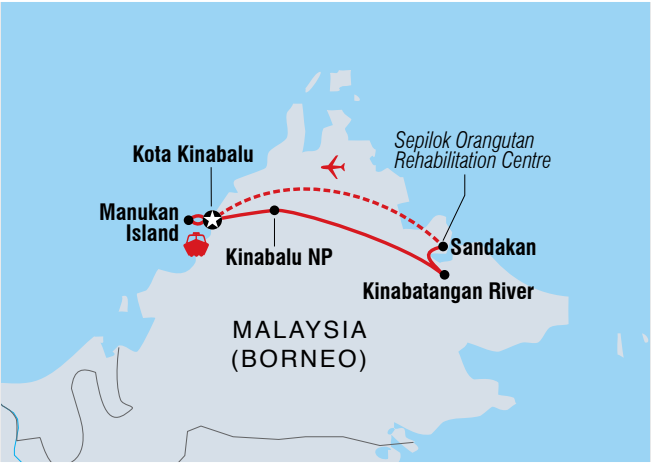 Sepilok Orangutan
Rehabilitation Centre
Kota Kinabalu
Manukan
Island
Kinabalu NP
Sandakan
Kinabatangan River
MALAYSIA
(BORNEO)